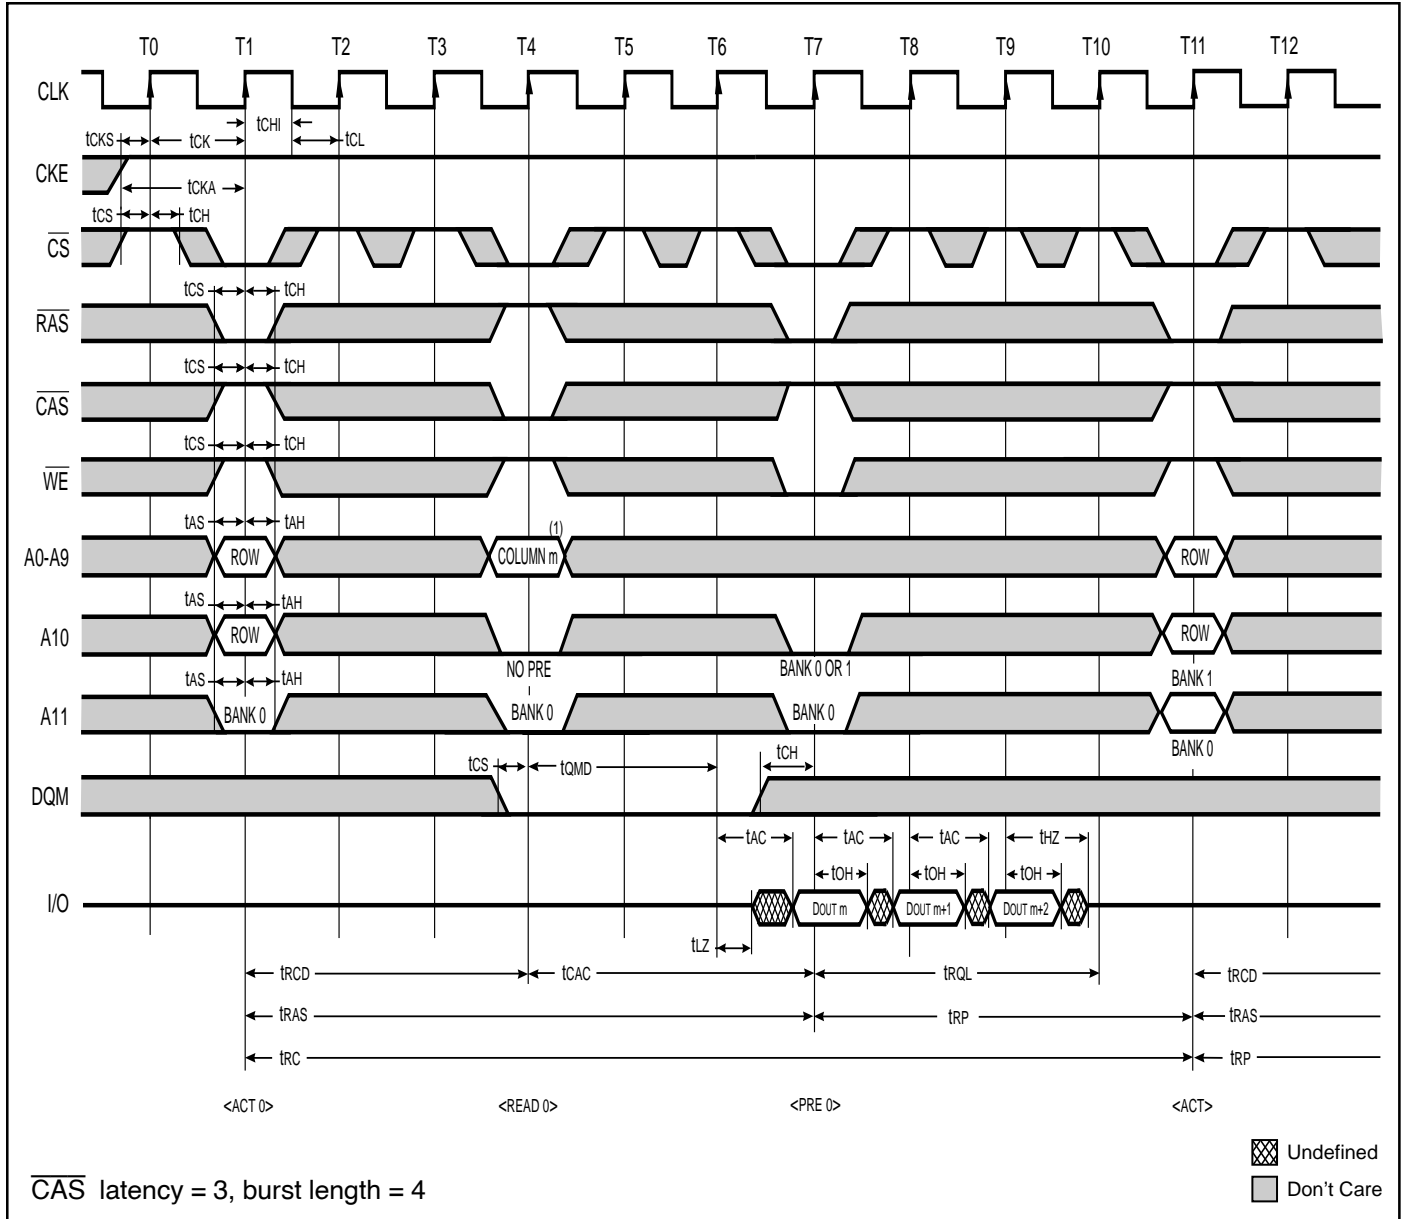 T0 T1 T2 T3 T4 T5 T6 T7 T8 T9 T10 T11 T12
CLK
tCHI
tCKS tCK tCL
CKE
tCKA
tCS tCH
CS
tCS tCH
RAS
tCS tCH
CAS
tCS tCH
WE
tAS tAH (1)
A0-A9 ROW COLUMN m ROW
tAS tAH
A10 ROW ROW
NO PRE BANK 0 OR 1 BANK 1
tAS tAH
A11 BANK 0 BANK 0 BANK 0
BANK 0
tCS tQMD tCH
DQM
tAC tAC tAC tHZ
tOH tOH tOH
I/O DOUT m DOUT m+1 DOUT m+2
tLZ
tRCD tCAC tRQL tRCD
tRAS tRP tRAS
tRC tRP
<ACT 0> <READ 0> <PRE 0> <ACT>
Undefined
CAS latency = 3, burst length = 4
Don't Care